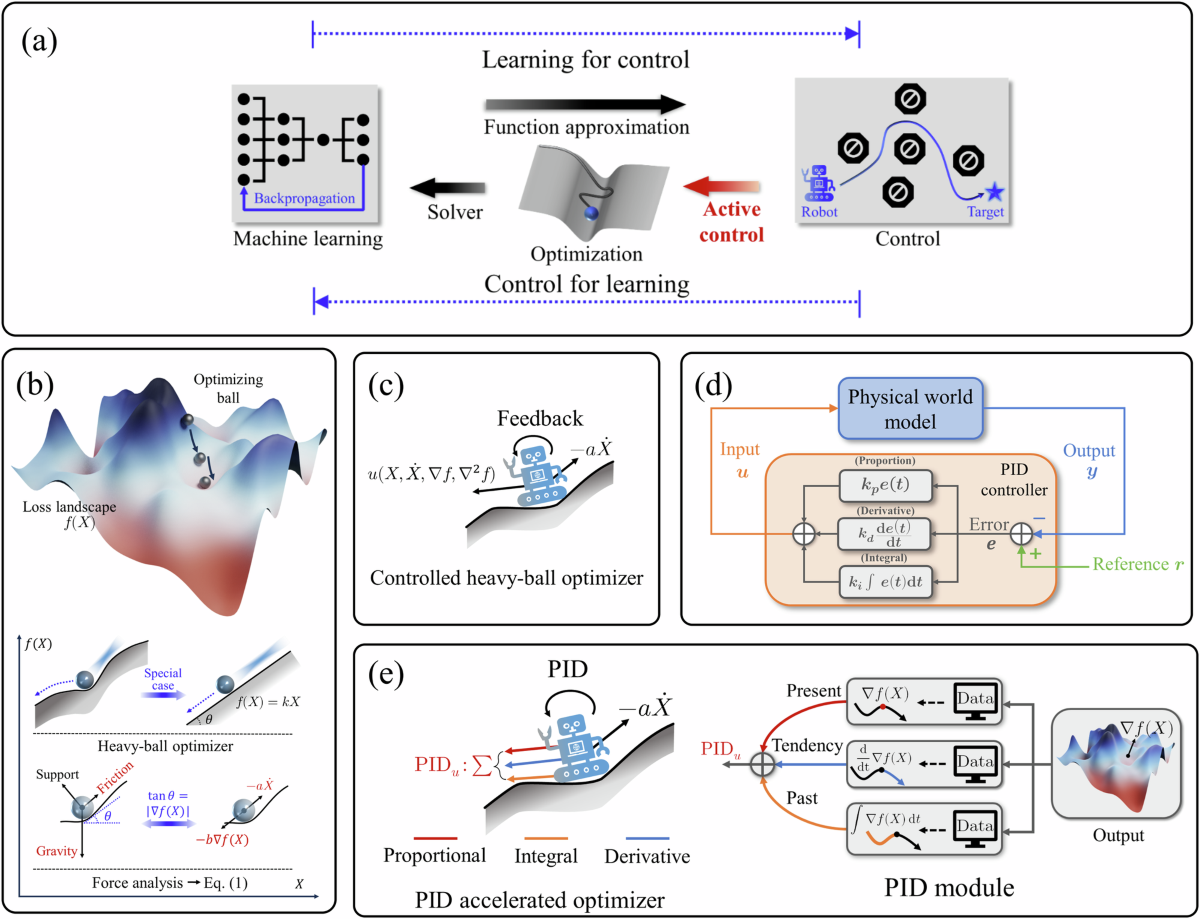 (a)
Learning for control
Function approximation
Backpropagation
Machine learning
Solver
Optimization
Active
control
Robot
Target
Control
Control for learning
(b)
Optimizing
ball
Loss landscape
f(X)
f(X)
Special
case
f(X) = kX
θ
Heavy-ball optimizer
Support
Friction
θ
Gravity
tan θ =
|∇f(X)|
−aẊ
−b∇f(X)
Force analysis → Eq. (1)
X
(c)
Feedback
−aẊ
u(X, Ẋ, ∇f, ∇²f)
Controlled heavy-ball optimizer
(d)
Physical world
model
Input
u
Output
y
(Proportion)
k_p e(t)
(Derivative)
k_d de(t)/dt
(Integral)
k_i ∫ e(t)dt
PID
controller
Error
e
−
+
Reference r
(e)
PID
−aẊ
PID_u : ∑
Proportional
Integral
Derivative
PID accelerated optimizer
Present
Tendency
Past
PID_u
∇f(X)
Data
d/dt ∇f(X)
Data
∫ ∇f(X) dt
Data
∇f(X)
Output
PID module